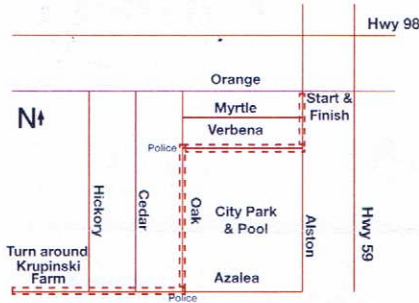 Hwy 98
Orange
Start &
Finish
Myrtle
N
Verbena
Police
Hickory
Cedar
Oak
City Park
& Pool
Alston
Hwy 59
Turn around
Krupinski
Farm
Azalea
Police